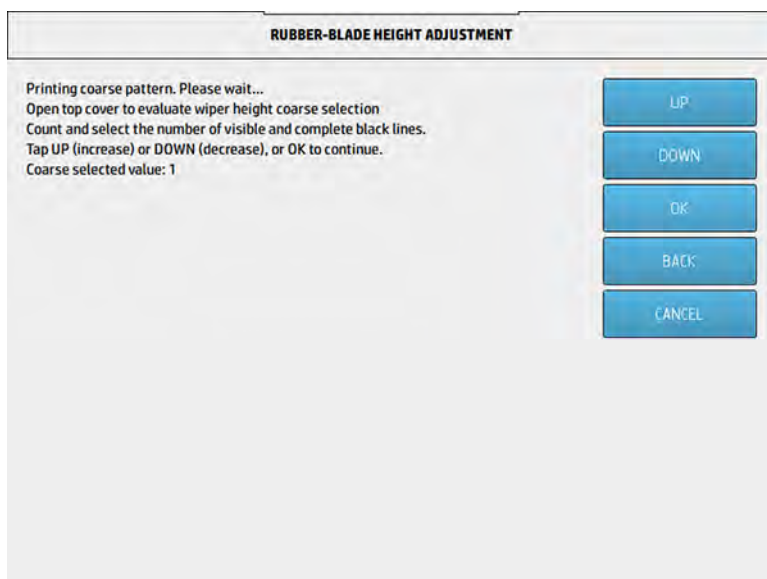 RUBBER-BLADE HEIGHT ADJUSTMENT
Printing coarse pattern. Please wait...
Open top cover to evaluate wiper height coarse selection
Count and select the number of visible and complete black lines.
Tap UP (increase) or DOWN (decrease), or OK to continue.
Coarse selected value: 1
UP
DOWN
OK
BACK
CANCEL